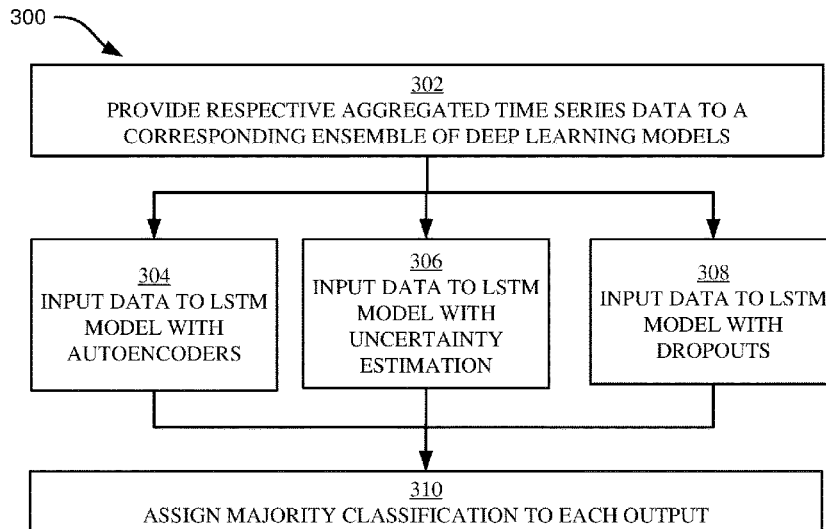 300
302
PROVIDE RESPECTIVE AGGREGATED TIME SERIES DATA TO A
CORRESPONDING ENSEMBLE OF DEEP LEARNING MODELS
304
INPUT DATA TO LSTM
MODEL WITH
AUTOENCODERS
306
INPUT DATA TO LSTM
MODEL WITH
UNCERTAINTY
ESTIMATION
308
INPUT DATA TO LSTM
MODEL WITH
DROPOUTS
310
ASSIGN MAJORITY CLASSIFICATION TO EACH OUTPUT